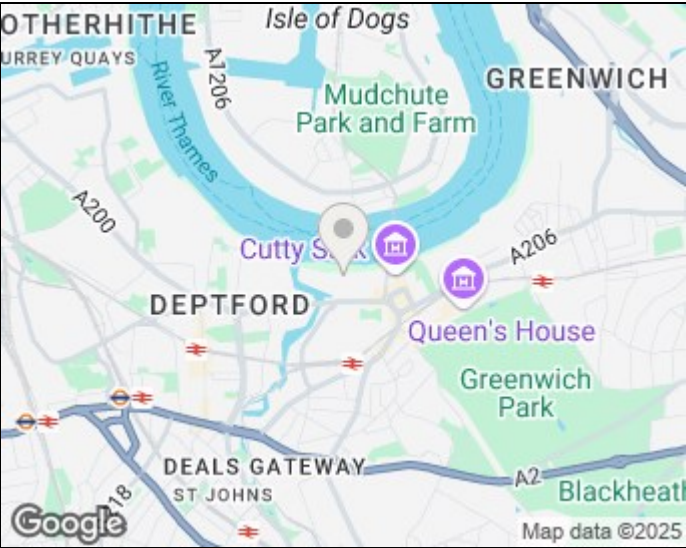 OTHERHITHE
URREY QUAYS
Isle of Dogs
A1206
River Thames
Mudchute
Park and Farm
GREENWICH
A200
Cutty S
k
A206
DEPTFORD
Queen's House
Greenwich
Park
DEALS GATEWAY
ST JOHNS
A2
18
Blackheath
Google
Map data ©2025